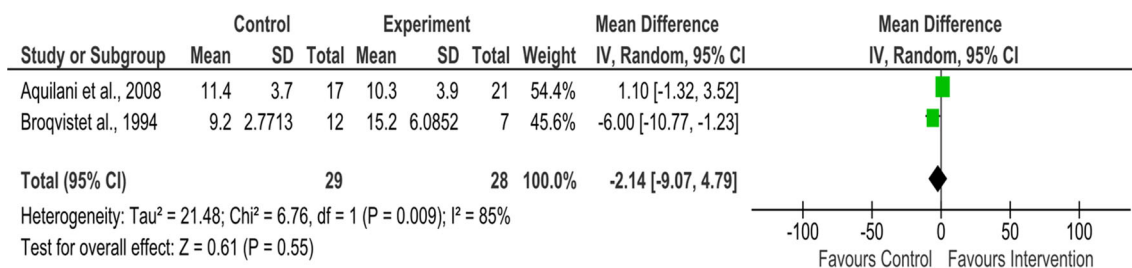 Control Experiment Mean Difference Mean Difference
Study or Subgroup Mean SD Total Mean SD Total Weight IV, Random, 95% CI IV, Random, 95% CI
Aquilani et al., 2008 11.4 3.7 17 10.3 3.9 21 54.4% 1.10 [-1.32, 3.52]
Broqvistet al., 1994 9.2 2.7713 12 15.2 6.0852 7 45.6% -6.00 [-10.77, -1.23]
Total (95% CI) 29 28 100.0% -2.14 [-9.07, 4.79]
Heterogeneity: Tau² = 21.48; Chi² = 6.76, df = 1 (P = 0.009); I² = 85%
Test for overall effect: Z = 0.61 (P = 0.55)
-100 -50 0 50 100
Favours Control Favours Intervention